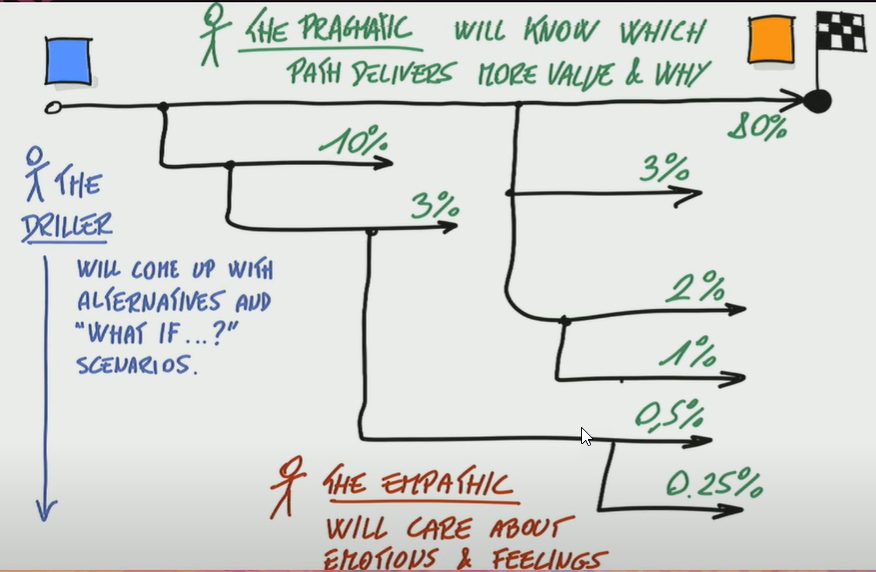 THE PRAGMATIC WILL KNOW WHICH
PATH DELIVERS MORE VALUE & WHY
80%
10%
3%
3%
THE
DRILLER
WILL COME UP WITH
ALTERNATIVES AND
"WHAT IF...?"
SCENARIOS.
2%
1%
0,5%
0.25%
THE EMPATHIC
WILL CARE ABOUT
EMOTIONS & FEELINGS